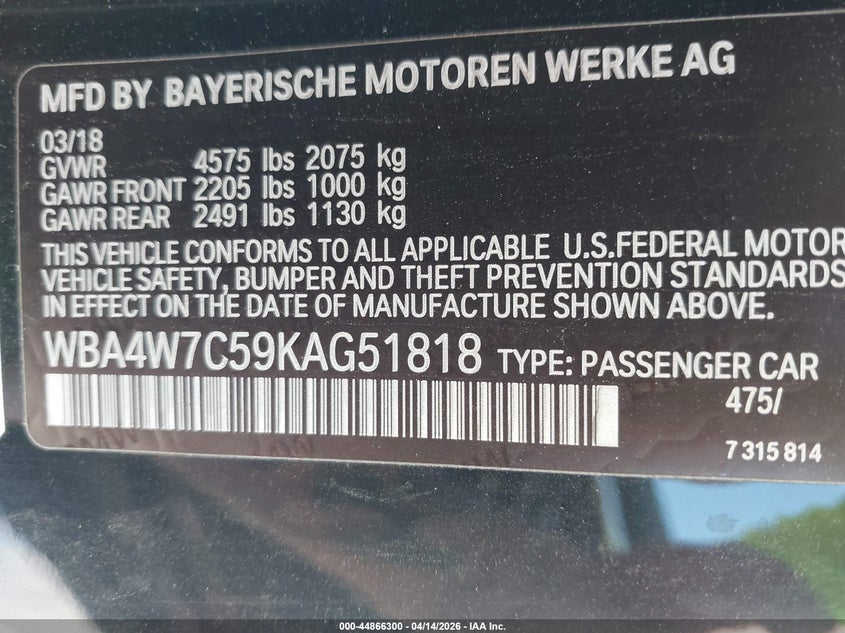 MFD BY BAYERISCHE MOTOREN WERKE AG
03/18
GVWR 4575 lbs 2075 kg
GAWR FRONT 2205 lbs 1000 kg
GAWR REAR 2491 lbs 1130 kg
THIS VEHICLE CONFORMS TO ALL APPLICABLE U.S.FEDERAL MOTOR
VEHICLE SAFETY, BUMPER AND THEFT PREVENTION STANDARDS
IN EFFECT ON THE DATE OF MANUFACTURE SHOWN ABOVE.
WBA4W7C59KAG51818 TYPE: PASSENGER CAR
475/
7 315 814
000-44866300 - 04/14/2026 - IAA Inc.